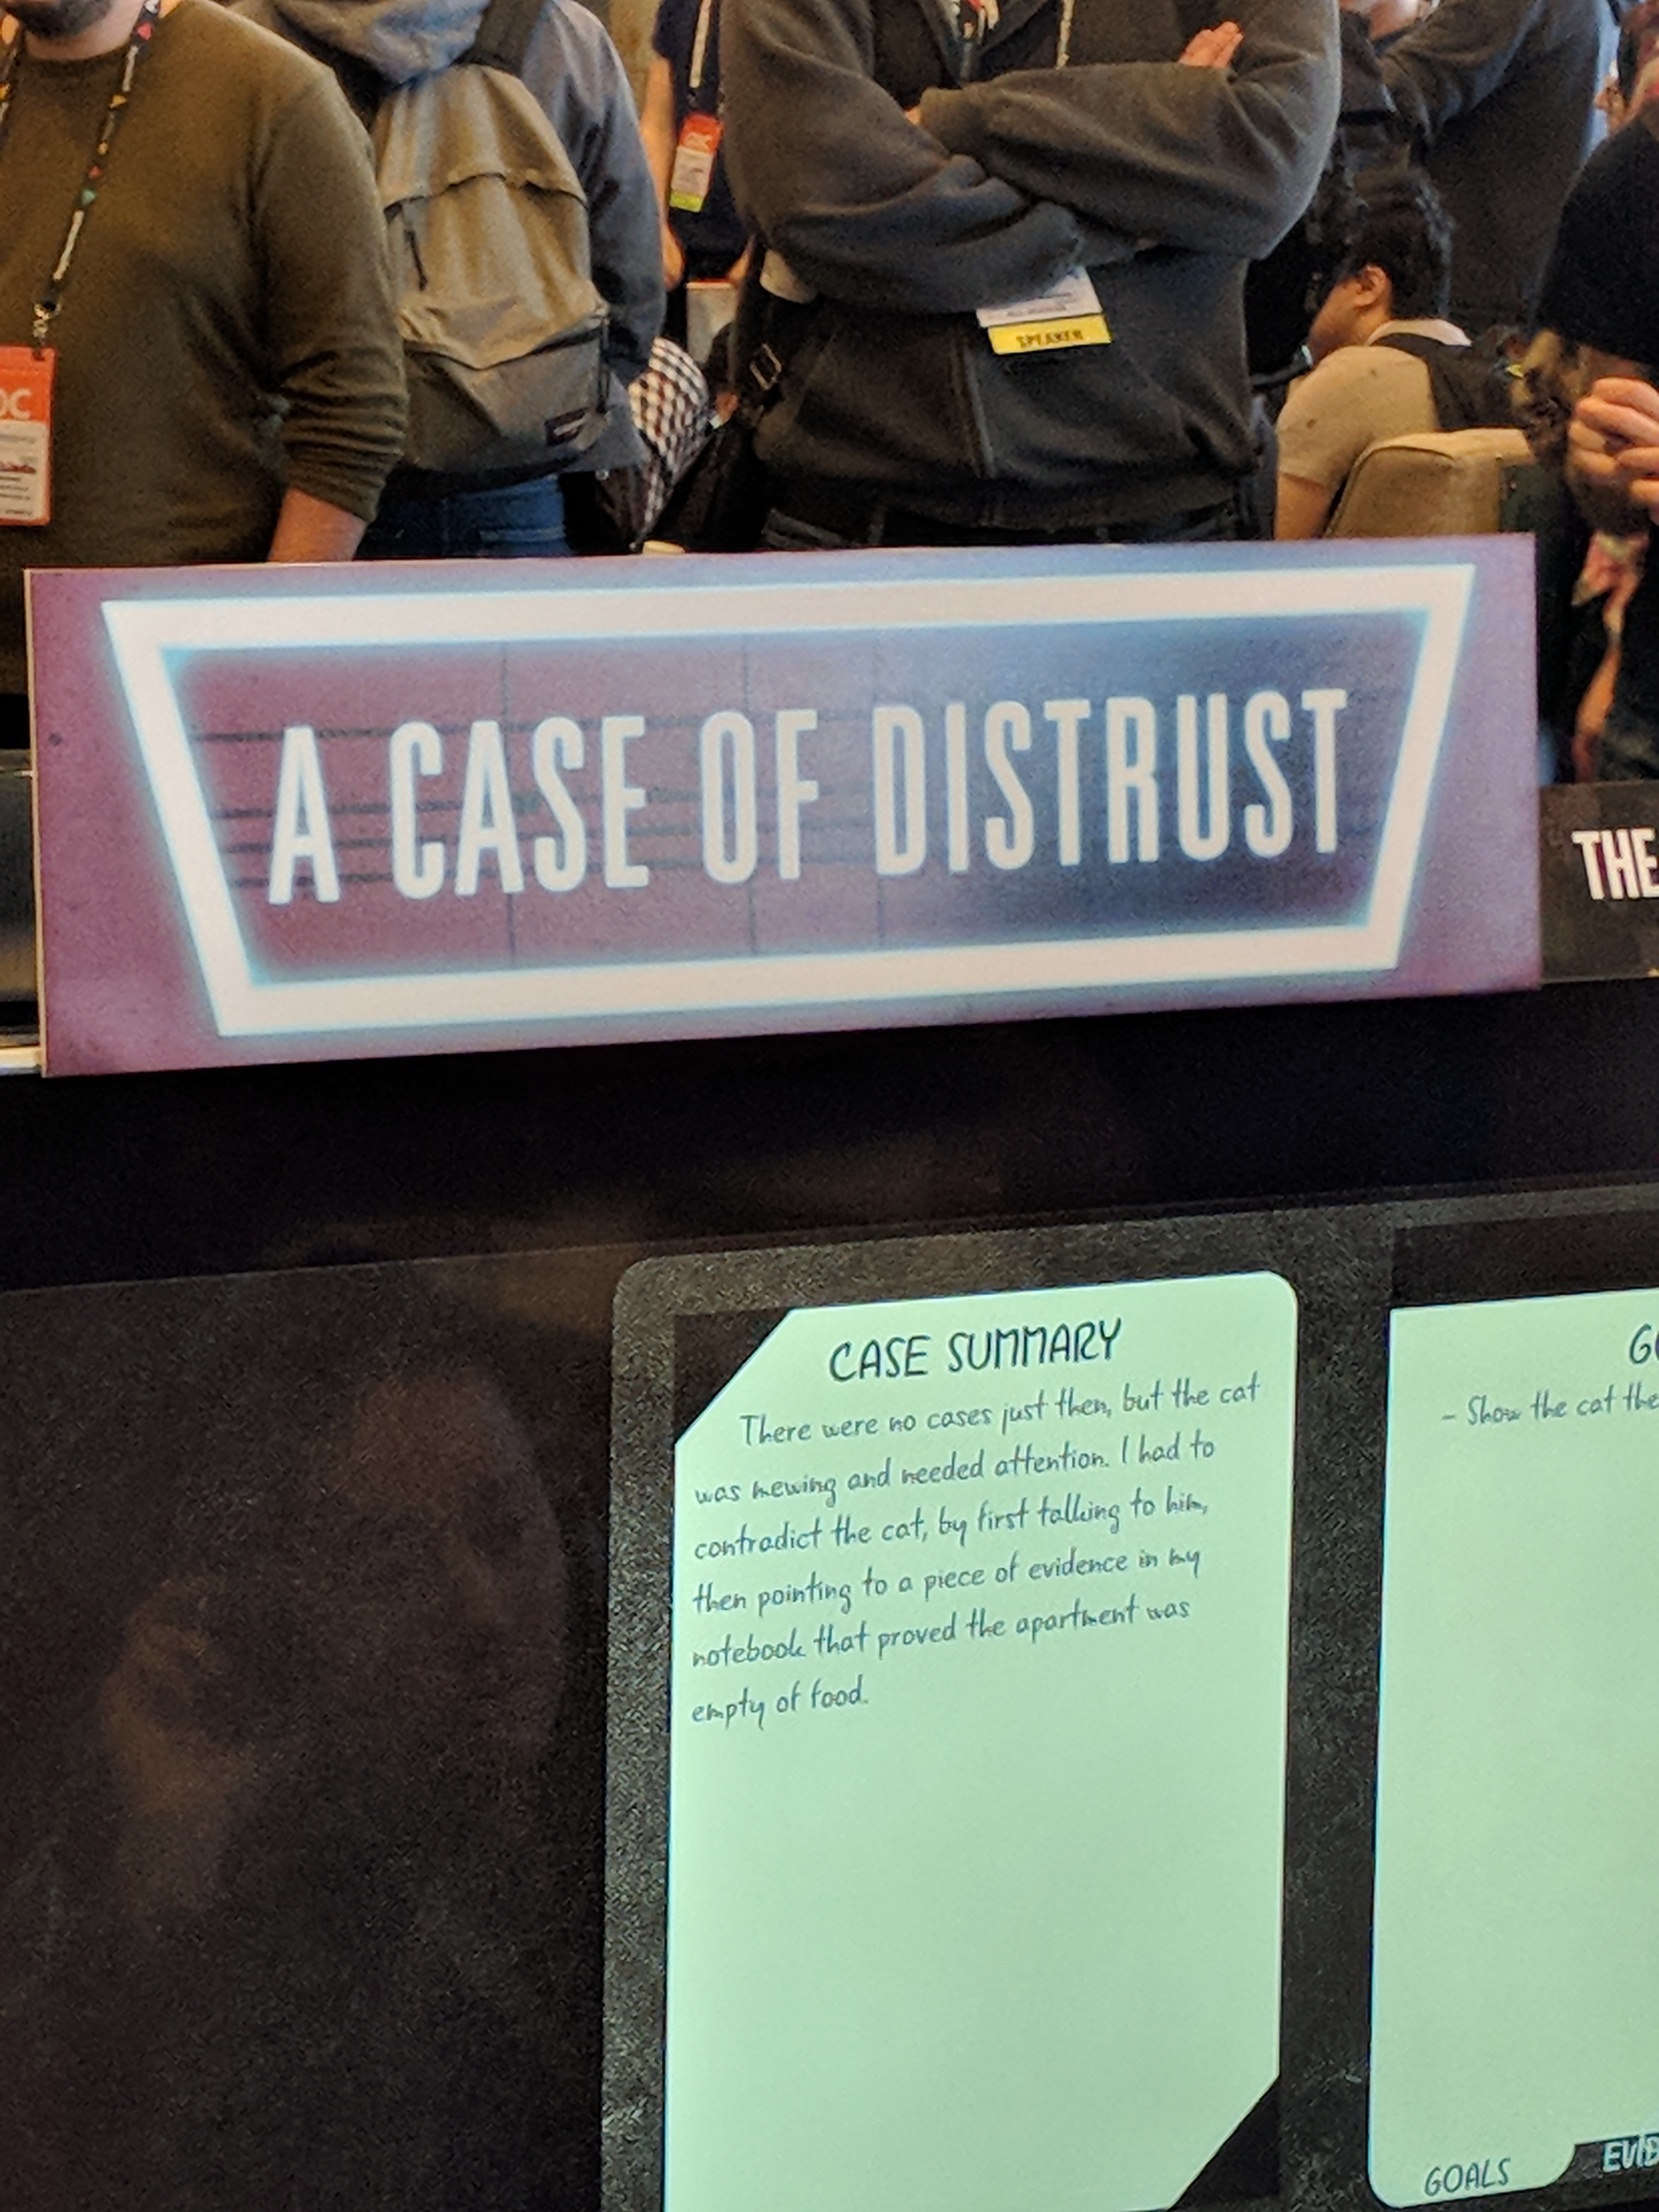 SPEAKER
A CASE OF DISTRUST
THE
CASE SUMMARY
There were no cases just then, but the cat
was mewing and needed attention. I had to
contradict the cat, by first talking to him,
then pointing to a piece of evidence in my
notebook that proved the apartment was
empty of food.
- Show the cat the
GOALS